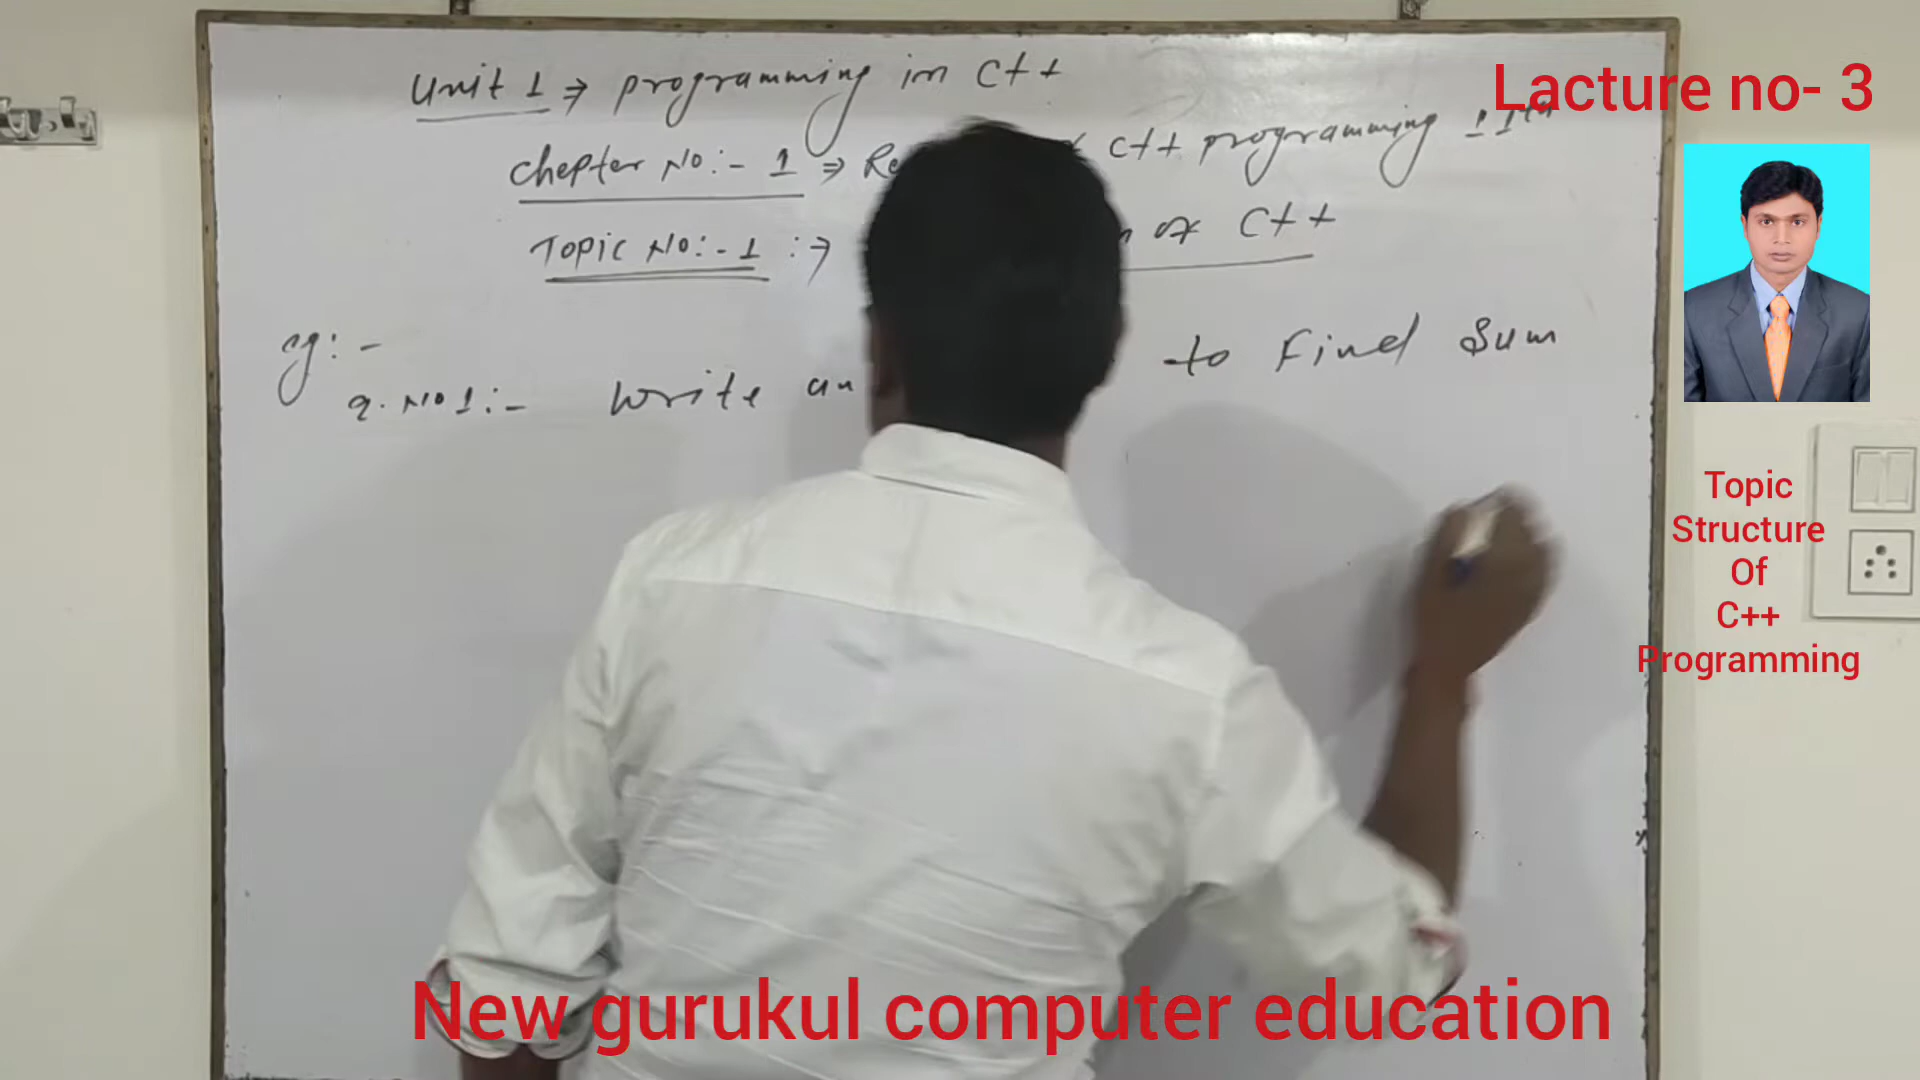 Unit 1 ⇒ programming in C++
Chepter No:- 1 ⇒ Re C++ programming 11th
Topic No:- 1 :⇒ of C++
eg:-
Q. No 1:- Write an to Find Sum
Lacture no- 3
Topic
Structure
Of
C++
Programming
New gurukul computer education